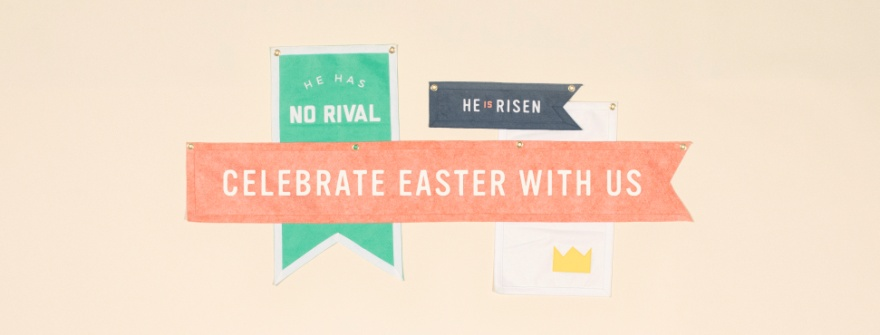 HE HAS
NO RIVAL
HE IS RISEN
CELEBRATE EASTER WITH US